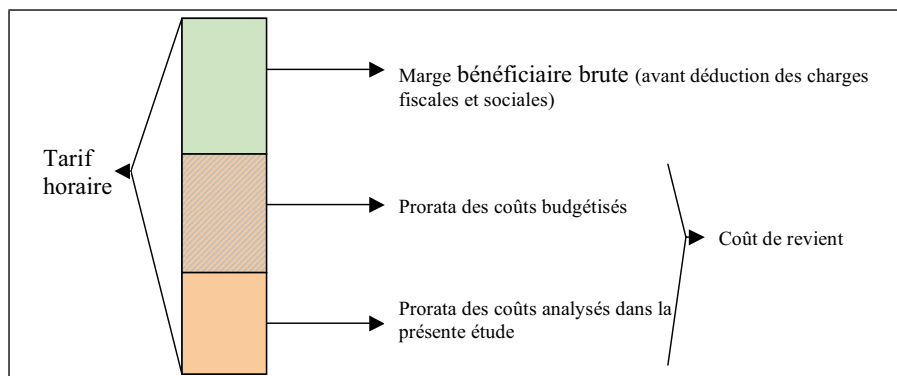 Marge bénéficiaire brute (avant déduction des charges
fiscales et sociales)
Tarif
horaire
Prorata des coûts budgétisés
Coût de revient
Prorata des coûts analysés dans la
présente étude